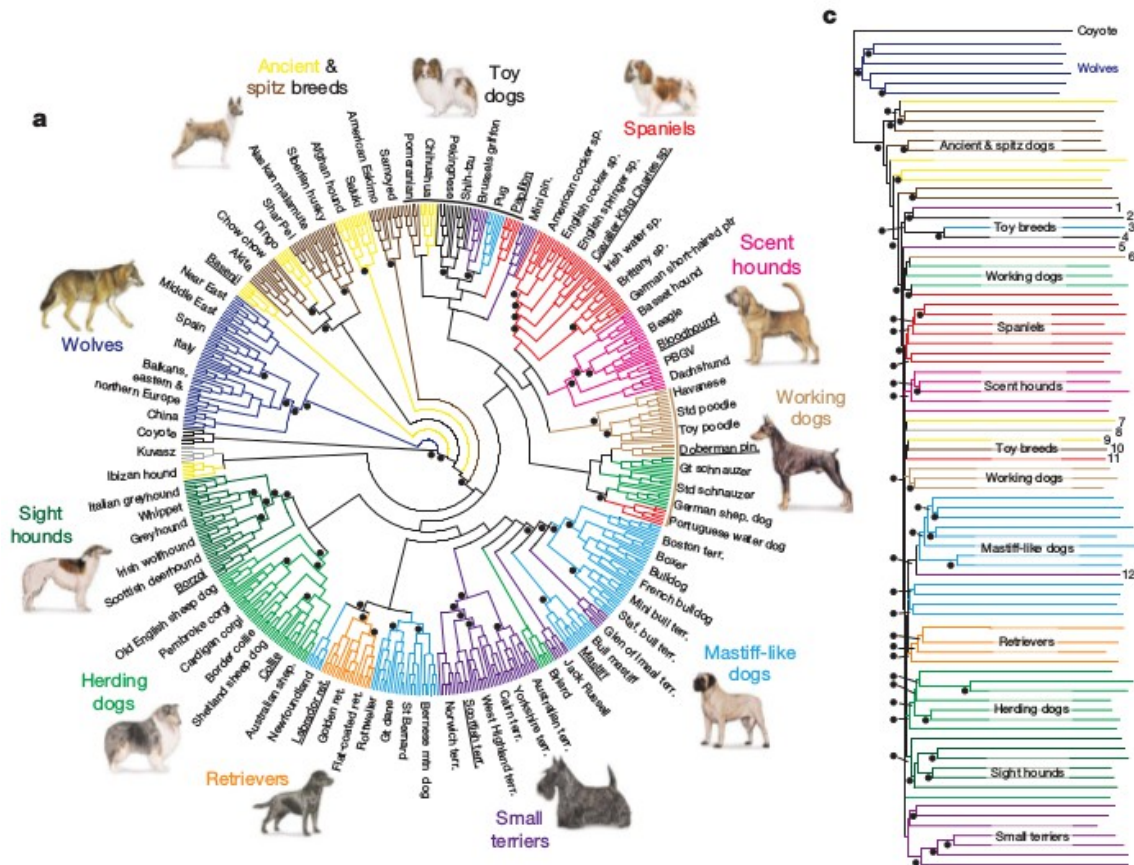 a
Ancient &
spitz breeds
Toy
dogs
Spaniels
Scent
hounds
Working
dogs
Mastiff-like
dogs
Small
terriers
Retrievers
Herding
dogs
Sight
hounds
Wolves
Coyote
China
northern Europe
eastern &
Balkans,
Italy
Spain
Middle East
Near East
Basenji
Akita
Chow chow
Dingo
Shar Pei
Alaskan malamute
Siberian husky
Afghan hound
Saluki
American Eskimo
Samoyed
Pomeranian
Chihuahua
Pekingnese
Shih-tzu
Brussels griffon
Pug
Papillon
Mini pin.
American cocker sp.
English cocker sp.
English springer sp.
Cavalier King Charles sp.
Irish water sp.
Brittany sp.
German short-haired ptr
Basset hound
Beagle
Bloodhound
PBGV
Dachshund
Havanese
Std poodle
Toy poodle
Doberman pin.
Gt schnauzer
Std schnauzer
German shep. dog
Portuguese water dog
Boston terr.
Boxer
Bulldog
French bulldog
Mini bull terr.
Staf. bull terr.
Glen of Imeal terr.
Bull mastiff
Mastiff
Jack Russell
Briard
Australian terr.
Yorkshire terr.
Cairn terr.
West Highland terr.
Scottish terr.
Norwich terr.
Bernese mtn dog
St Bernard
Gt dane
Rottweiler
Flat-coated ret.
Golden ret.
Labrador ret.
Newfoundland
Australian shep.
Collie
Shetland sheep dog
Border collie
Cardigan corgi
Pembroke corgi
Old English sheep dog
Borzoi
Scottish deerhound
Irish wolfhound
Greyhound
Whippet
Italian greyhound
Ibizan hound
Kuvasz
c
Coyote
Wolves
Ancient & spitz dogs
1
2
Toy breeds
3
4
5
6
Working dogs
Spaniels
Scent hounds
7
8
9
Toy breeds
10
11
Working dogs
Mastiff-like dogs
12
Retrievers
Herding dogs
Sight hounds
Small terriers